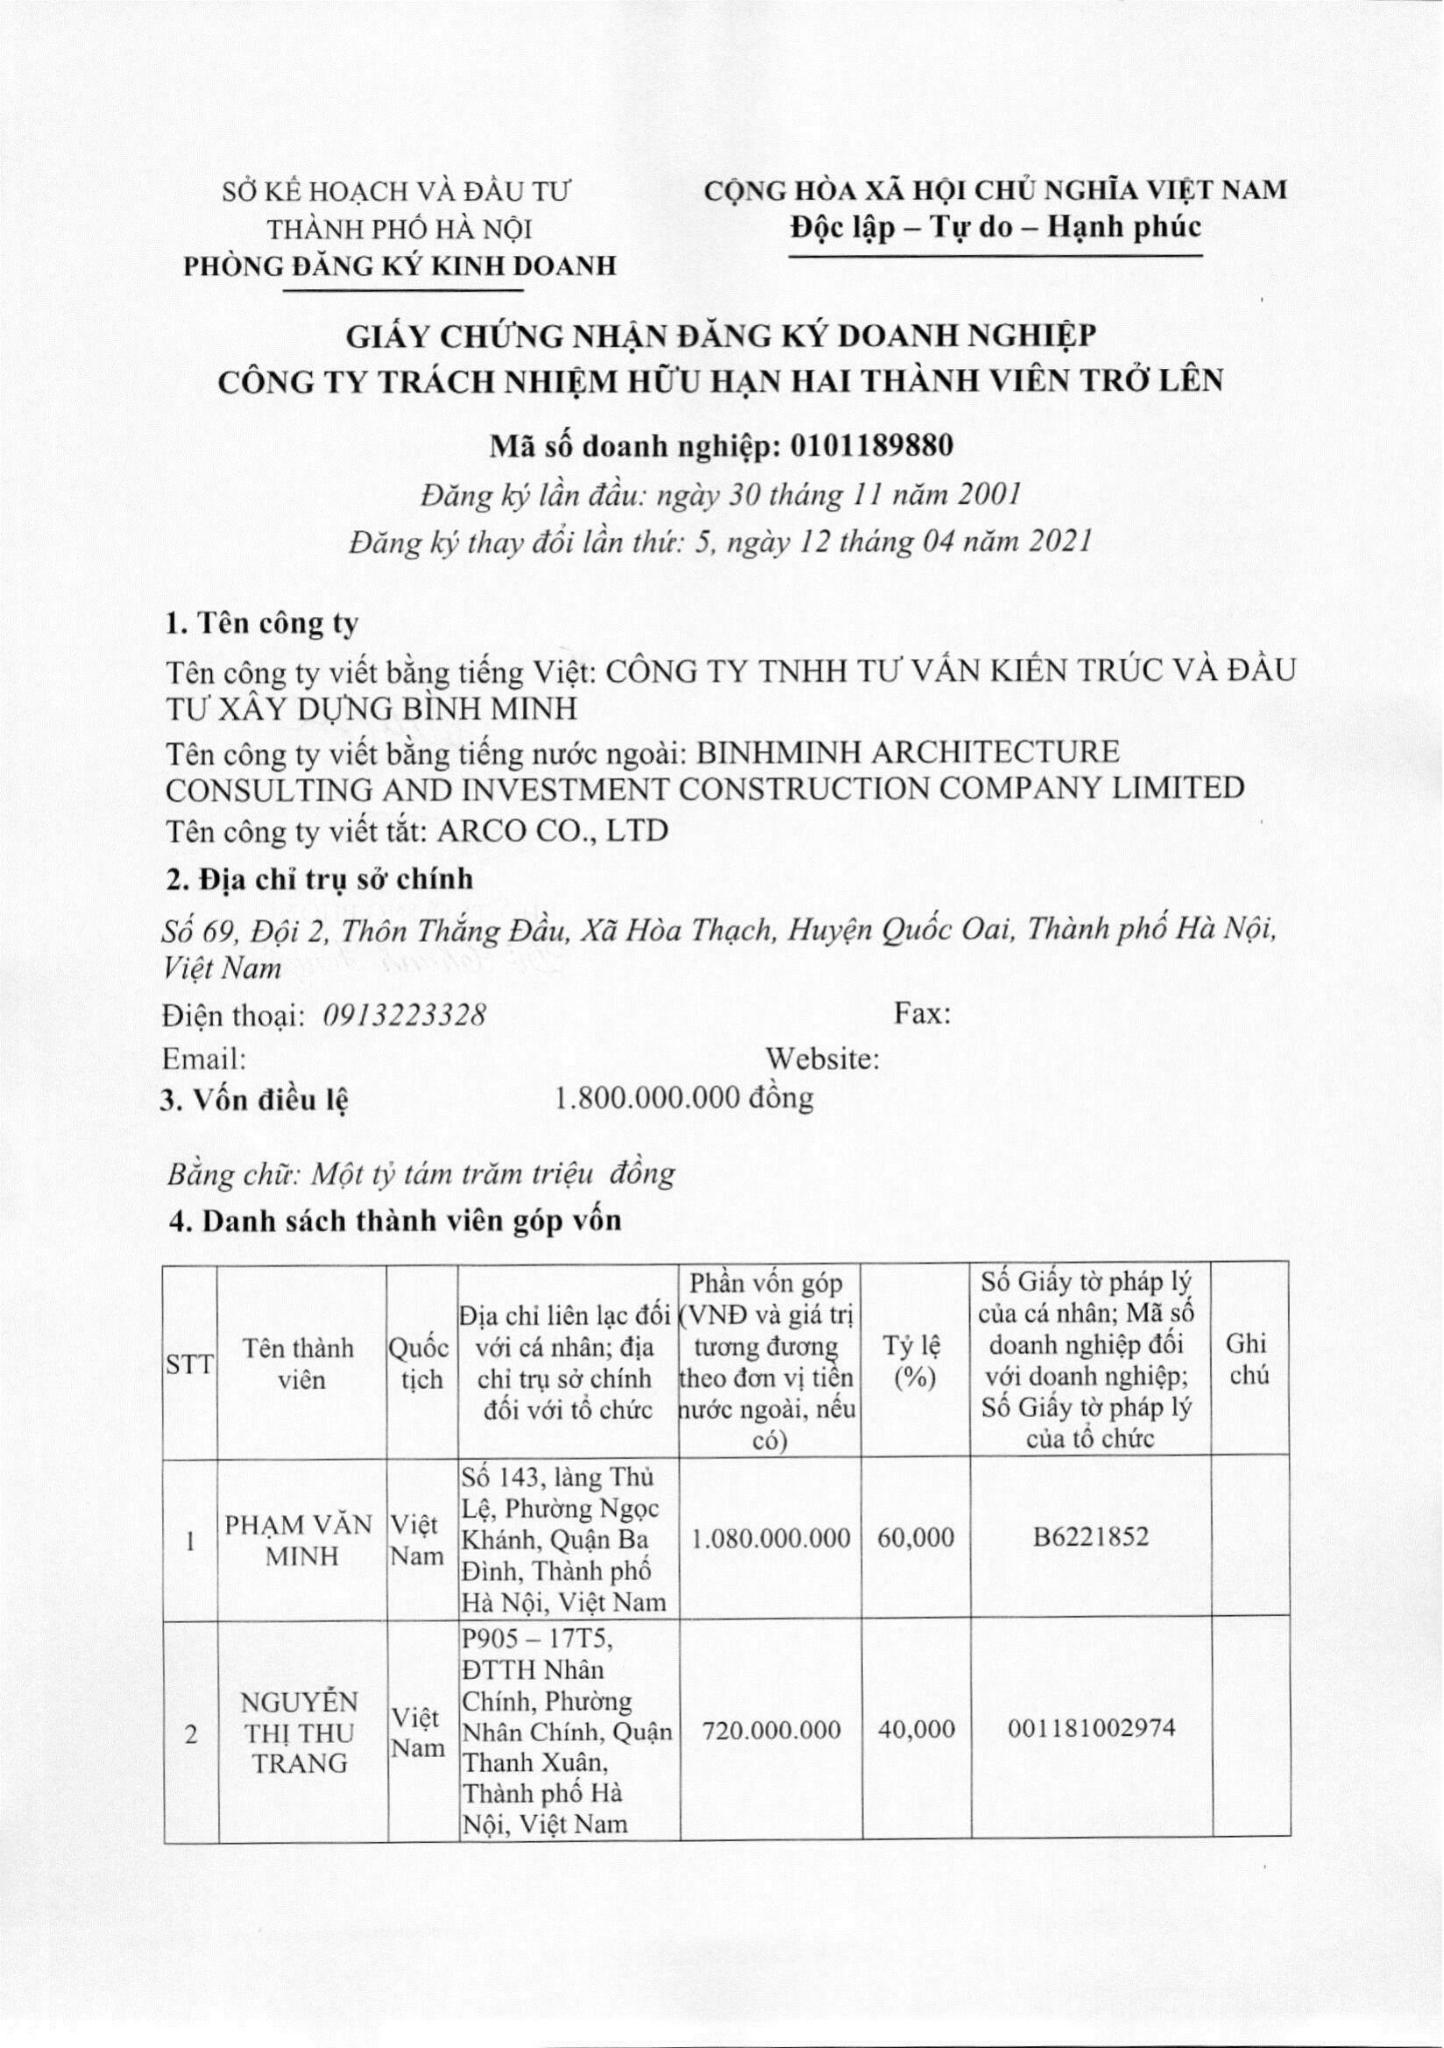 SỞ KẾ HOẠCH VÀ ĐẦU TƯ
THÀNH PHỐ HÀ NỘI
PHÒNG ĐĂNG KÝ KINH DOANH
CỘNG HÒA XÃ HỘI CHỦ NGHĨA VIỆT NAM
Độc lập – Tự do – Hạnh phúc
GIẤY CHỨNG NHẬN ĐĂNG KÝ DOANH NGHIỆP
CÔNG TY TRÁCH NHIỆM HỮU HẠN HAI THÀNH VIÊN TRỞ LÊN
Mã số doanh nghiệp: 0101189880
Đăng ký lần đầu: ngày 30 tháng 11 năm 2001
Đăng ký thay đổi lần thứ: 5, ngày 12 tháng 04 năm 2021
1. Tên công ty
Tên công ty viết bằng tiếng Việt: CÔNG TY TNHH TƯ VẤN KIẾN TRÚC VÀ ĐẦU
TƯ XÂY DỰNG BÌNH MINH
Tên công ty viết bằng tiếng nước ngoài: BINHMINH ARCHITECTURE
CONSULTING AND INVESTMENT CONSTRUCTION COMPANY LIMITED
Tên công ty viết tắt: ARCO CO., LTD
2. Địa chỉ trụ sở chính
Số 69, Đội 2, Thôn Thắng Đầu, Xã Hòa Thạch, Huyện Quốc Oai, Thành phố Hà Nội,
Việt Nam
Điện thoại: 0913223328 Fax:
Email: Website:
3. Vốn điều lệ 1.800.000.000 đồng
Bằng chữ: Một tỷ tám trăm triệu đồng
4. Danh sách thành viên góp vốn
STT
Tên thành
viên
Quốc
tịch
Địa chỉ liên lạc đối
với cá nhân; địa
chỉ trụ sở chính
đối với tổ chức
Phần vốn góp
(VNĐ và giá trị
tương đương
theo đơn vị tiền
nước ngoài, nếu
có)
Tỷ lệ
(%)
Số Giấy tờ pháp lý
của cá nhân; Mã số
doanh nghiệp đối
với doanh nghiệp;
Số Giấy tờ pháp lý
của tổ chức
Ghi
chú
1
PHẠM VĂN
MINH
Việt
Nam
Số 143, làng Thủ
Lệ, Phường Ngọc
Khánh, Quận Ba
Đình, Thành phố
Hà Nội, Việt Nam
1.080.000.000
60,000
B6221852
2
NGUYỄN
THỊ THU
TRANG
Việt
Nam
P905 – 17T5,
ĐTTH Nhân
Chính, Phường
Nhân Chính, Quận
Thanh Xuân,
Thành phố Hà
Nội, Việt Nam
720.000.000
40,000
001181002974